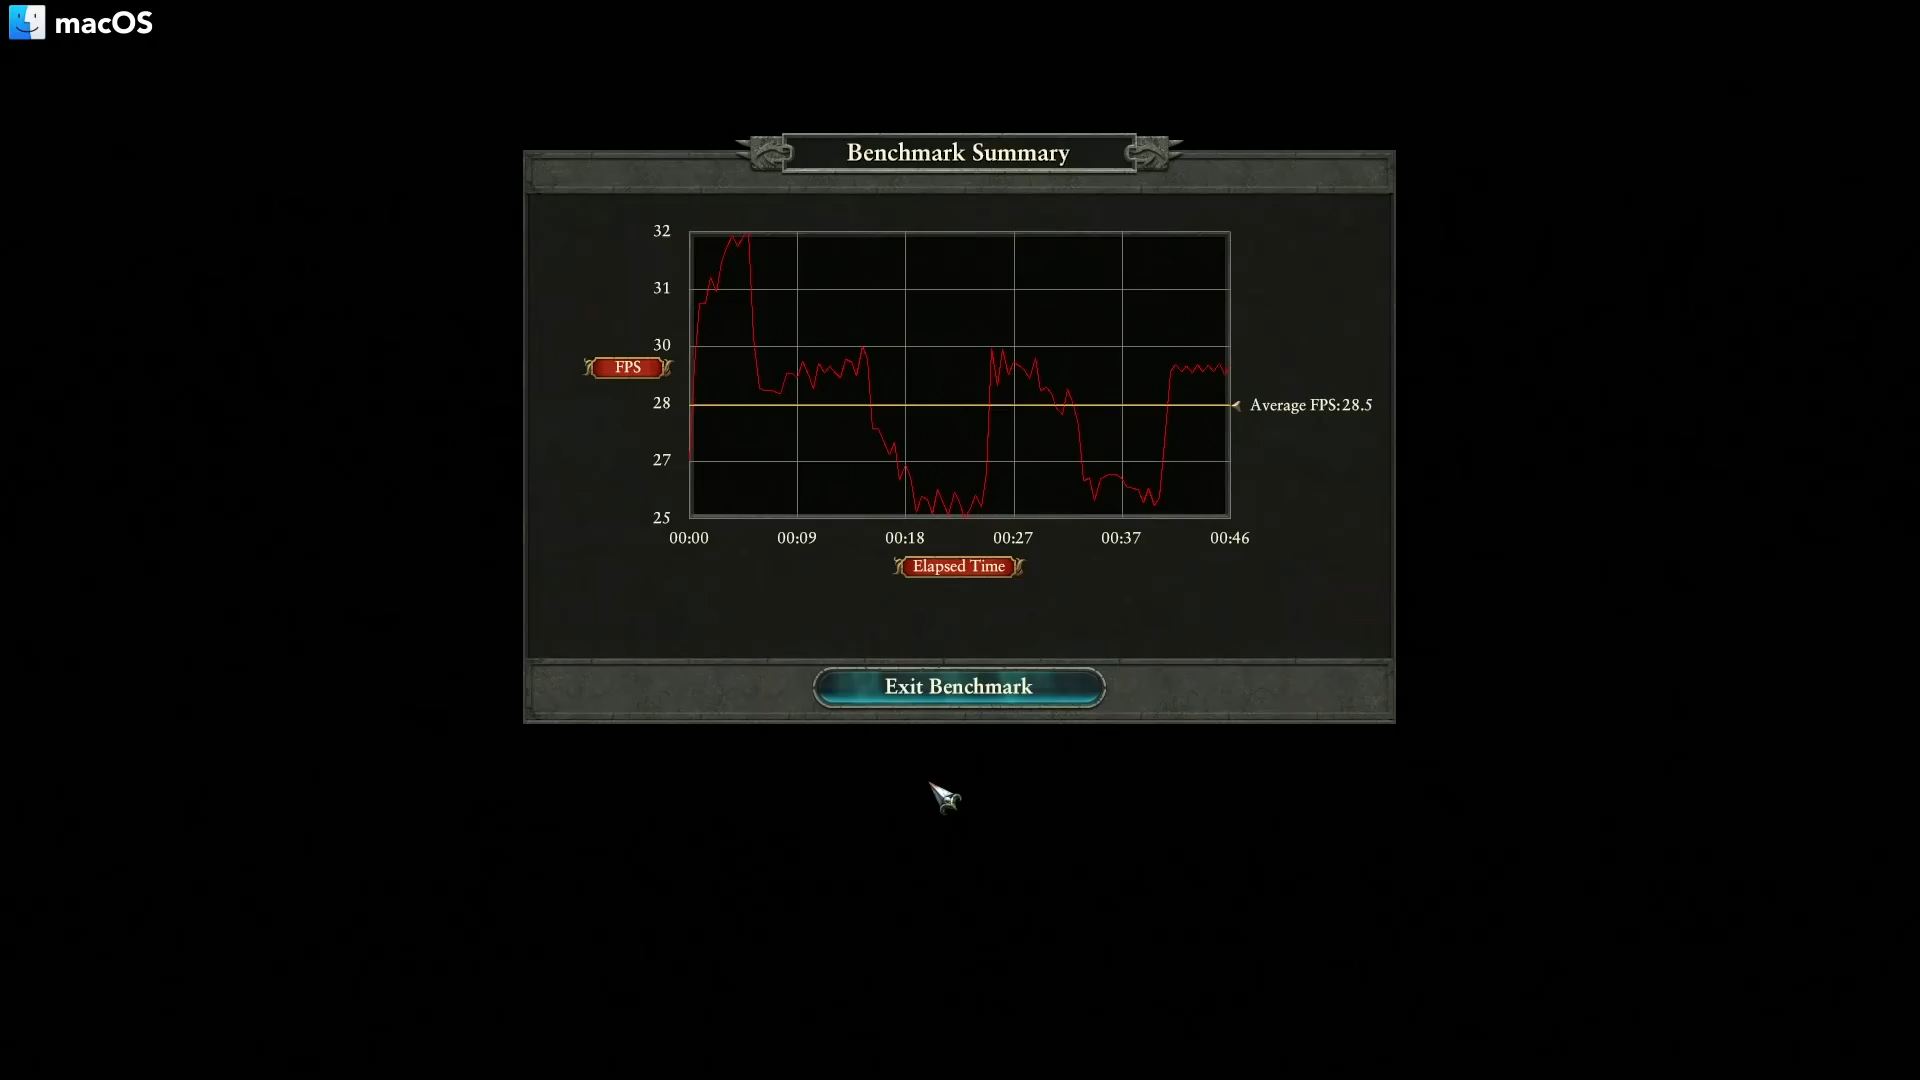 macOS
Benchmark Summary
32
31
30
FPS
28
Average FPS:28.5
27
25
00:00 00:09 00:18 00:27 00:37 00:46
Elapsed Time
Exit Benchmark